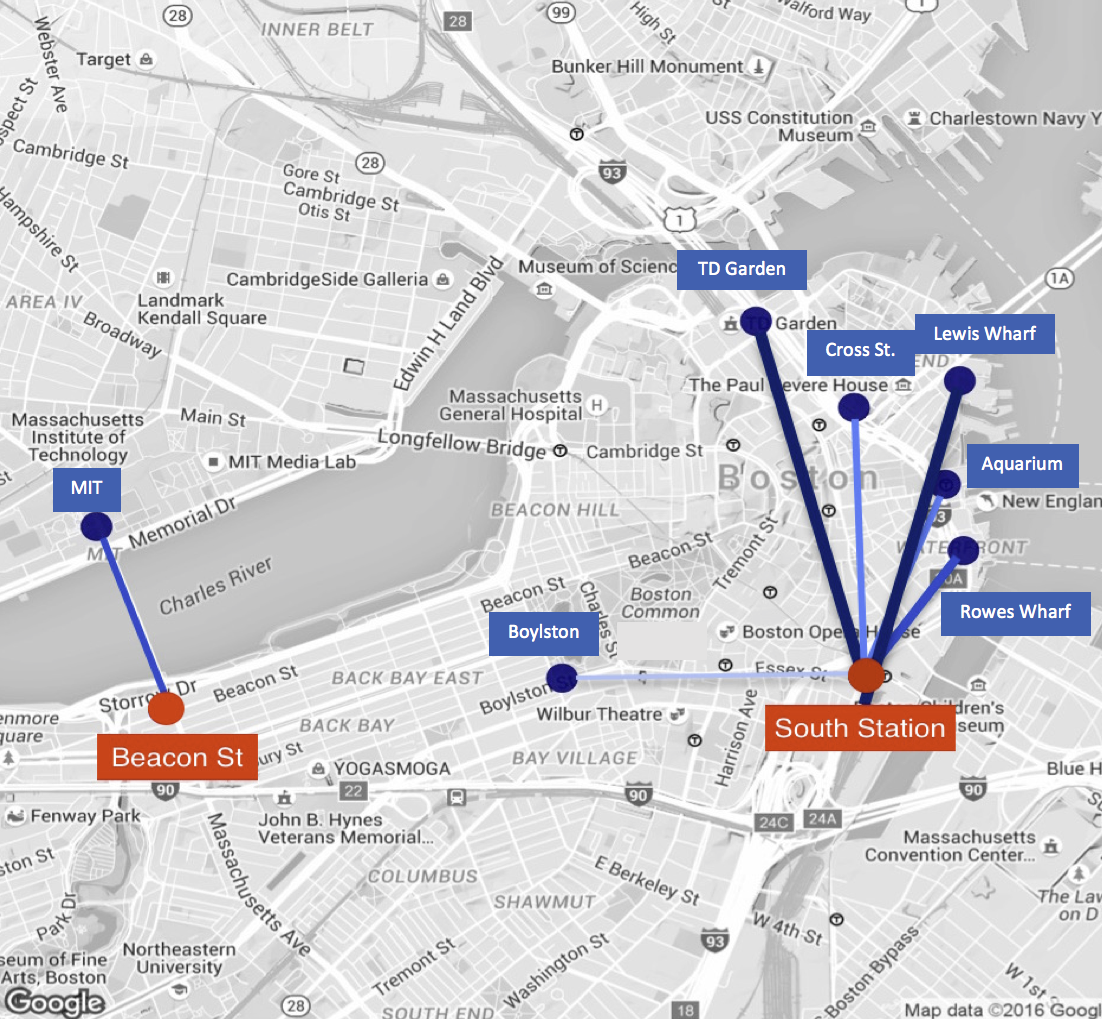 28
INNER BELT
28
99
High St
St
Walford Way
1
Webster Ave
Target
Bunker Hill Monument
USS Constitution
Museum
Charlestown Navy Y
Cambridge St
28
93
Gore St
Cambridge St
Otis St
1
Hampshire St
CambridgeSide Galleria
Museum of Scienc
TD Garden
1A
AREA IV
Landmark
Kendall Square
Broadway
Edwin H Land Blvd
TD Garden
Lewis Wharf
Cross St.
END
The Paul Revere House
Massachusetts
General Hospital
H
Main St
Massachusetts
Institute of
Technology
Longfellow Bridge
Cambridge St
MIT Media Lab
Boston
Aquarium
MIT
New Englan
93
Memorial Dr
BEACON HILL
MIT
Tremont St
Beacon St
WATERFRONT
Charles River
Beacon St
Charles St
Boston
Common
Rowes Wharf
Boylston
Boston Opera House
Essex St
Storrow Dr
Beacon St
BACK BAY EAST
Boylston St
Wilbur Theatre
Harrison Ave
Children's
Museum
South Station
enmore
quare
BACK BAY
Beacon St
BAY VILLAGE
YOGASMOGA
Blue H
90
22
90
90
Fenway Park
John B. Hynes
Veterans Memorial...
24C
24A
Massachusetts
Convention Center...
Massachusetts Ave
COLUMBUS
E Berkeley St
SHAWMUT
The Law
on D
Park Dr
W 4th St
93
Northeastern
University
seum of Fine
Arts, Boston
Tremont St
Washington St
S Boston Bypass
W 1st S
Google
28
SOUTH END
18
Map data ©2016 Googl